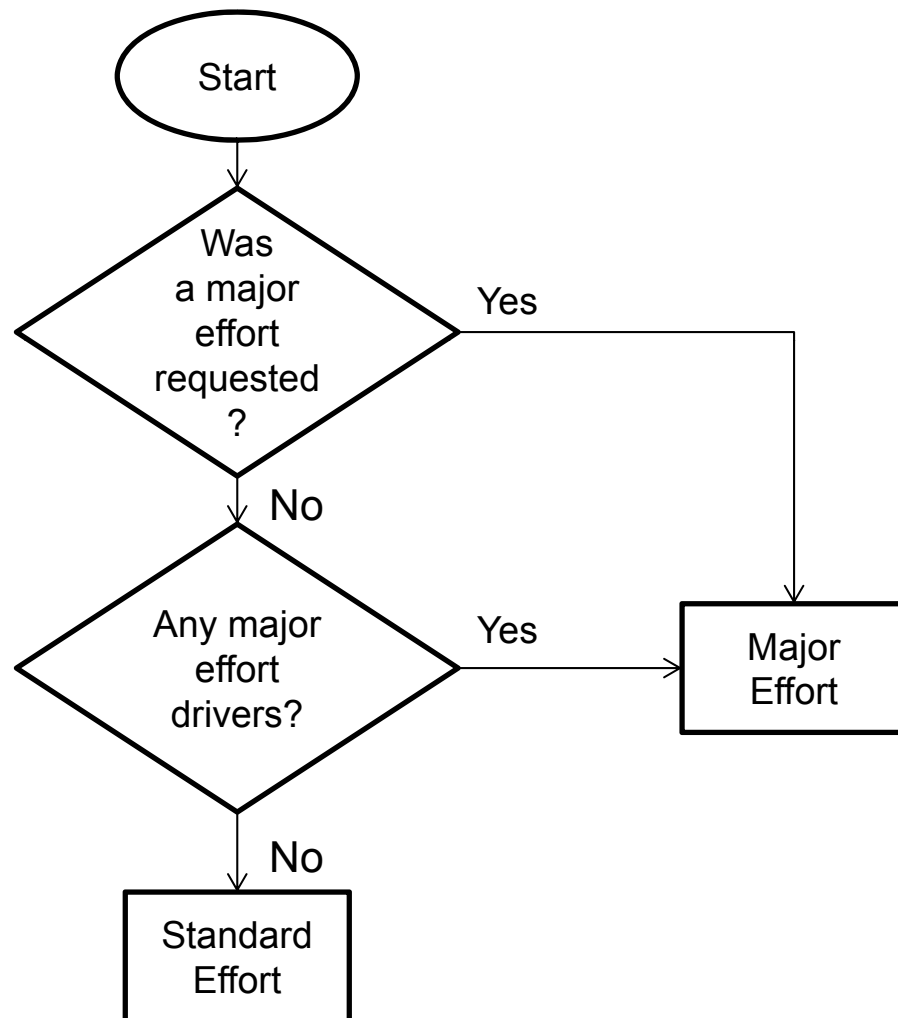 Start
Was
a major
effort
requested
?
Yes
No
Any major
effort
drivers?
Yes
Major
Effort
No
Standard
Effort